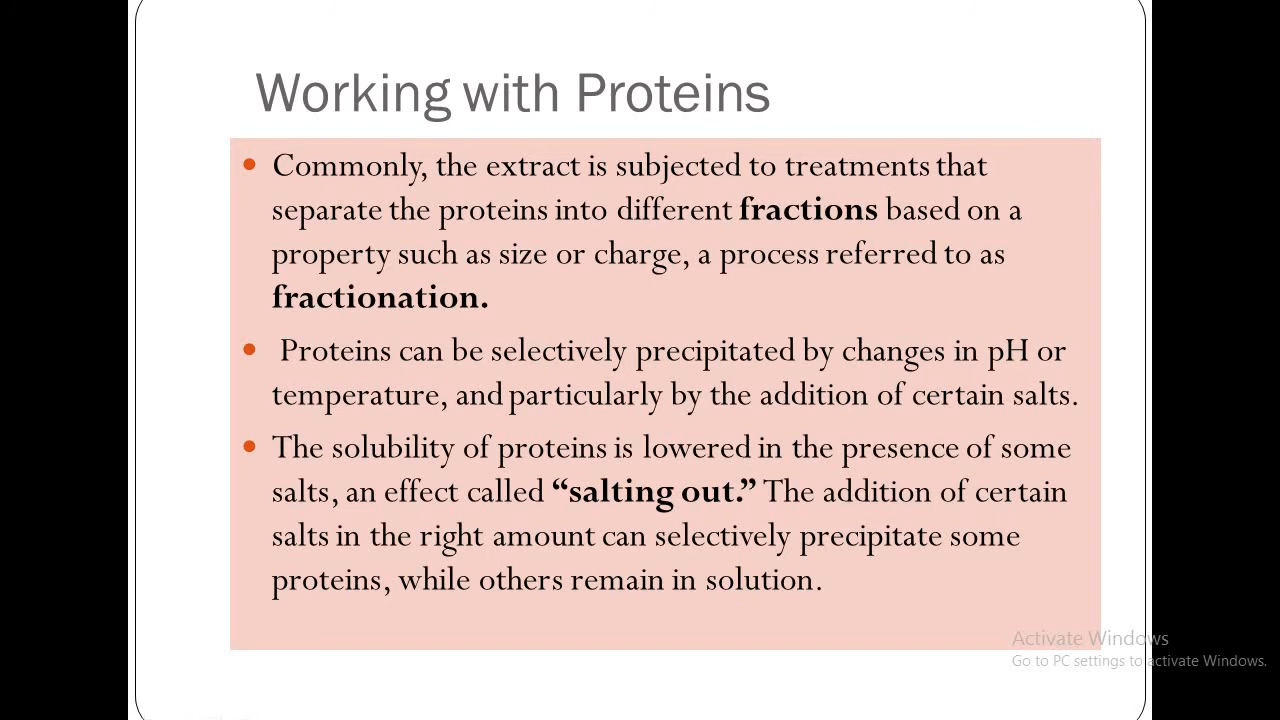 Working with Proteins
Commonly, the extract is subjected to treatments that
separate the proteins into different fractions based on a
property such as size or charge, a process referred to as
fractionation.
Proteins can be selectively precipitated by changes in pH or
temperature, and particularly by the addition of certain salts.
The solubility of proteins is lowered in the presence of some
salts, an effect called “salting out.” The addition of certain
salts in the right amount can selectively precipitate some
proteins, while others remain in solution.
Activate Windows
Go to PC settings to activate Windows.